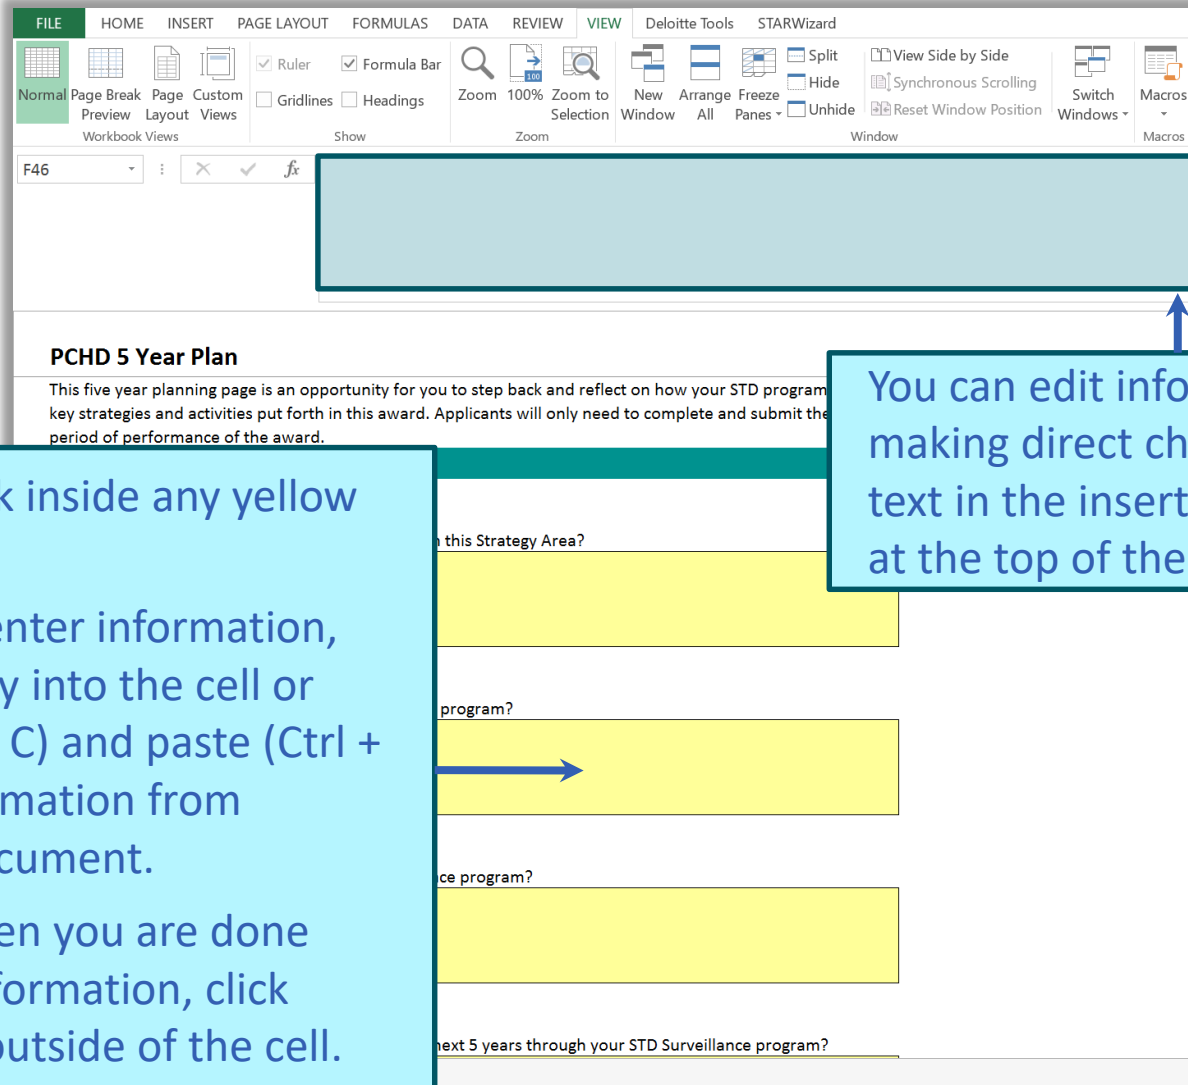 FILE HOME INSERT PAGE LAYOUT FORMULAS DATA REVIEW VIEW Deloitte Tools STARWizard
Normal Page Break Preview Page Layout Custom Views
Workbook Views
Ruler Formula Bar
Gridlines Headings
Show
Zoom 100% Zoom to Selection
Zoom
New Window Arrange All Freeze Panes
Split
Hide
Unhide
View Side by Side
Synchronous Scrolling
Reset Window Position
Switch Windows
Window
Macros
Macros
F46 fx
PCHD 5 Year Plan
This five year planning page is an opportunity for you to step back and reflect on how your STD program
key strategies and activities put forth in this award. Applicants will only need to complete and submit the
period of performance of the award.
You can edit info
making direct ch
text in the insert
at the top of the
k inside any yellow
enter information,
y into the cell or
C) and paste (Ctrl +
mation from
cument.
en you are done
formation, click
outside of the cell.
n this Strategy Area?
program?
ce program?
next 5 years through your STD Surveillance program?